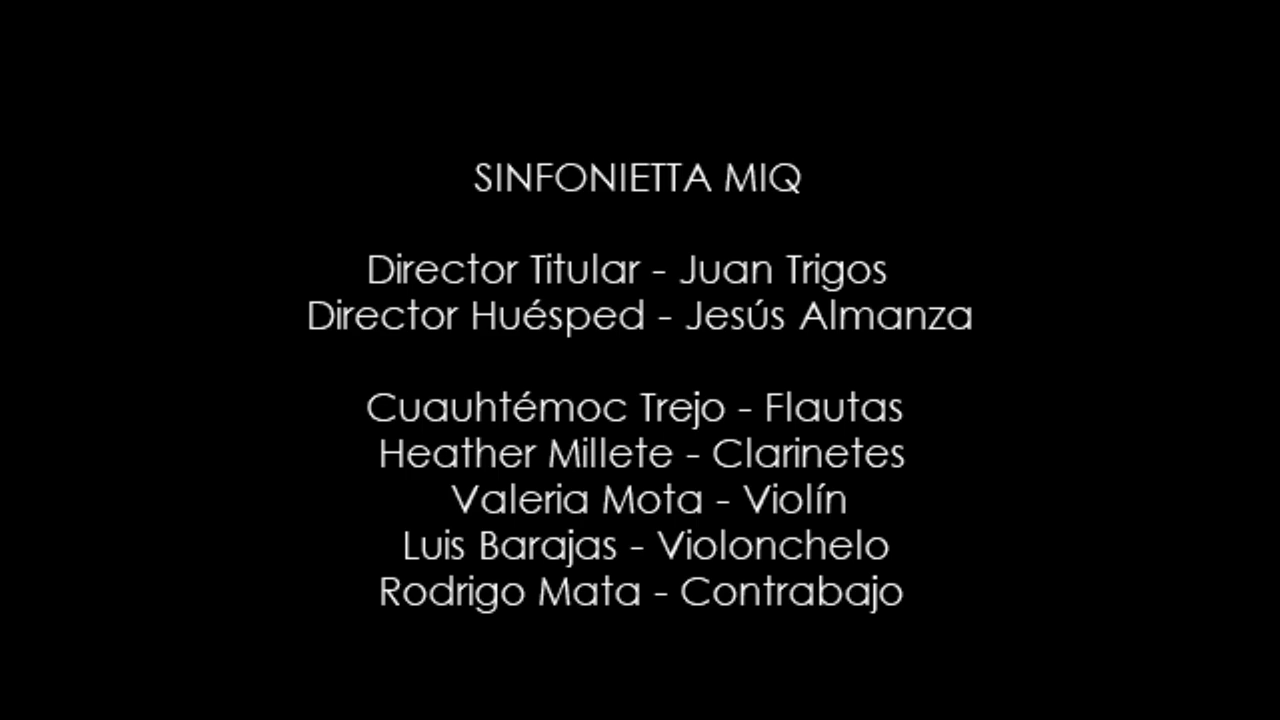 SINFONIETTA MIQ
Director Titular - Juan Trigos
Director Huésped - Jesús Almanza
Cuauhtémoc Trejo - Flautas
Heather Millete - Clarinetes
Valeria Mota - Violín
Luis Barajas - Violonchelo
Rodrigo Mata - Contrabajo